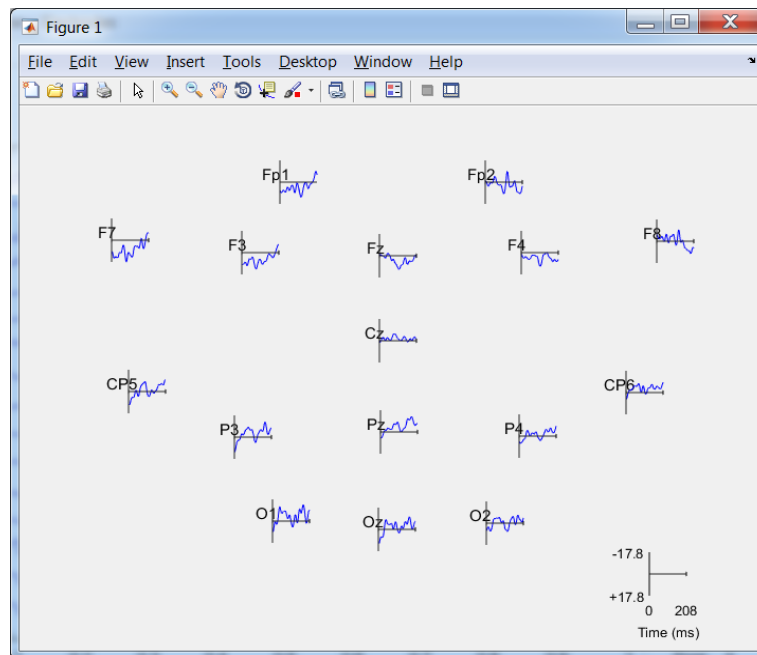 Figure 1
File Edit View Insert Tools Desktop Window Help
Fp1 Fp2
F7 F3 Fz F4 F8
Cz
CP5 CP6
P3 Pz P4
O1 Oz O2
-17.8
+17.8
0 208
Time (ms)